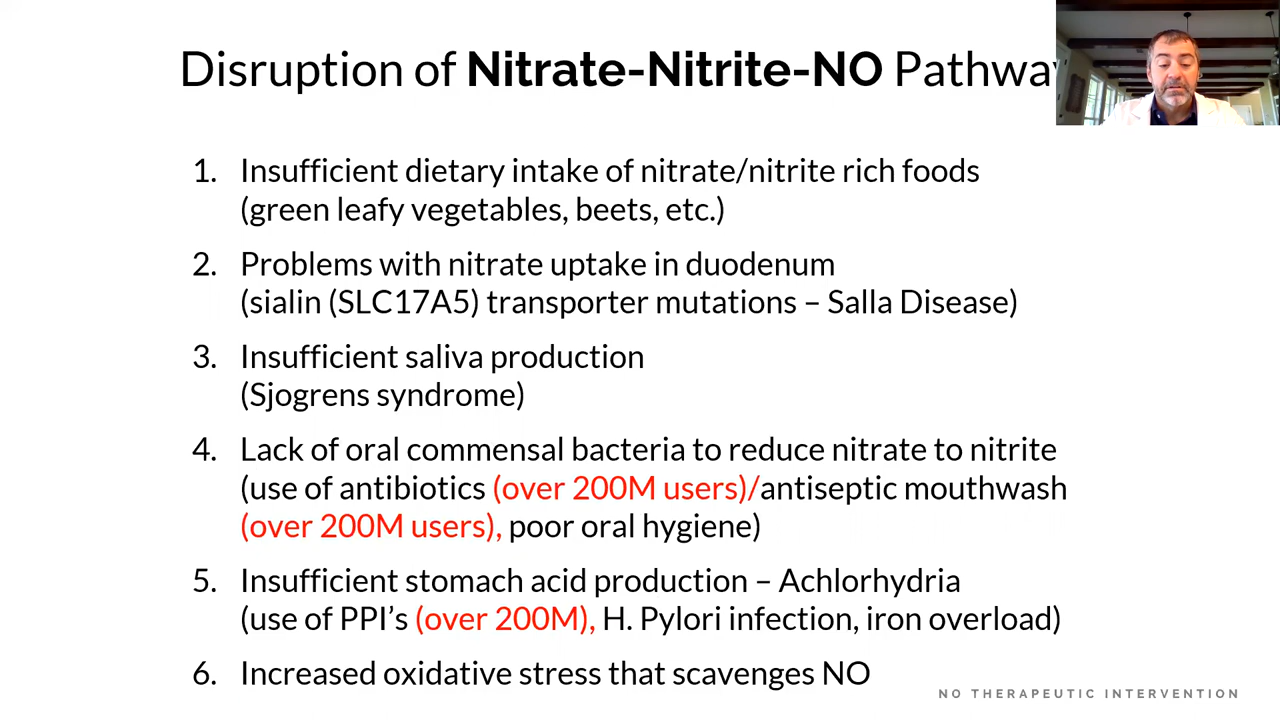 Disruption of Nitrate-Nitrite-NO Pathway
1. Insufficient dietary intake of nitrate/nitrite rich foods
(green leafy vegetables, beets, etc.)
2. Problems with nitrate uptake in duodenum
(sialin (SLC17A5) transporter mutations – Salla Disease)
3. Insufficient saliva production
(Sjogrens syndrome)
4. Lack of oral commensal bacteria to reduce nitrate to nitrite
(use of antibiotics (over 200M users)/antiseptic mouthwash
(over 200M users), poor oral hygiene)
5. Insufficient stomach acid production – Achlorhydria
(use of PPI’s (over 200M), H. Pylori infection, iron overload)
6. Increased oxidative stress that scavenges NO
NO THERAPEUTIC INTERVENTION